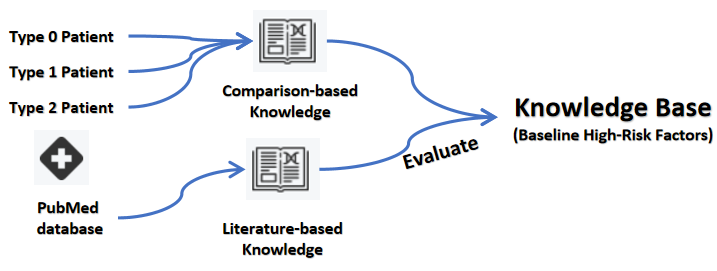 Type 0 Patient
Type 1 Patient
Type 2 Patient
Comparison-based
Knowledge
PubMed
database
Literature-based
Knowledge
Evaluate
Knowledge Base
(Baseline High-Risk Factors)